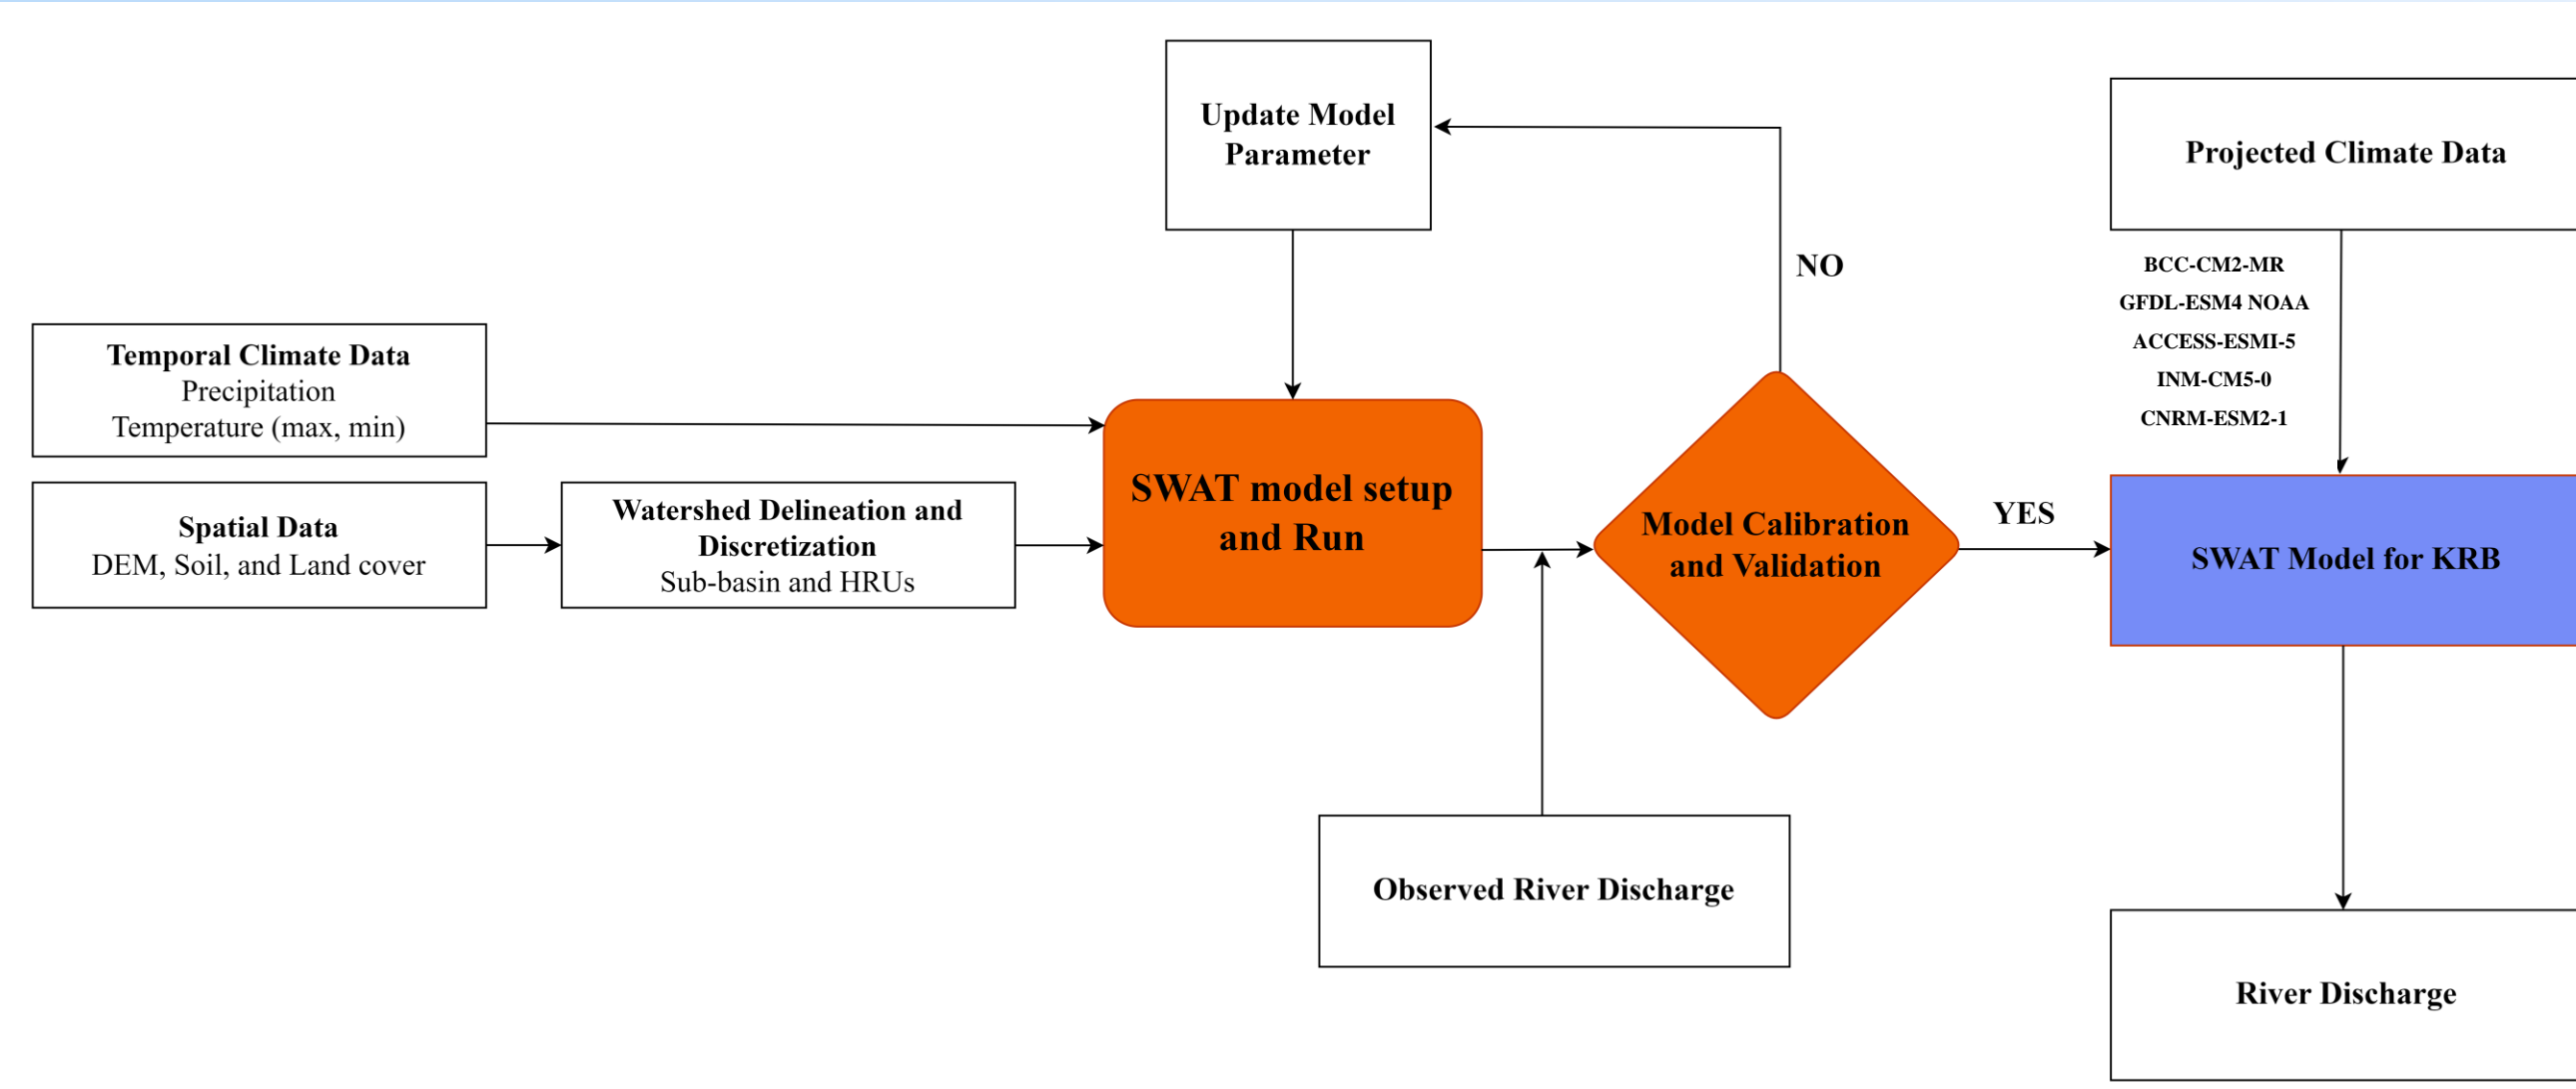 Update Model
Parameter
Projected Climate Data
NO
BCC-CM2-MR
GFDL-ESM4 NOAA
ACCESS-ESMI-5
INM-CM5-0
CNRM-ESM2-1
Temporal Climate Data
Precipitation
Temperature (max, min)
Spatial Data
DEM, Soil, and Land cover
Watershed Delineation and
Discretization
Sub-basin and HRUs
SWAT model setup
and Run
Model Calibration
and Validation
YES
SWAT Model for KRB
Observed River Discharge
River Discharge